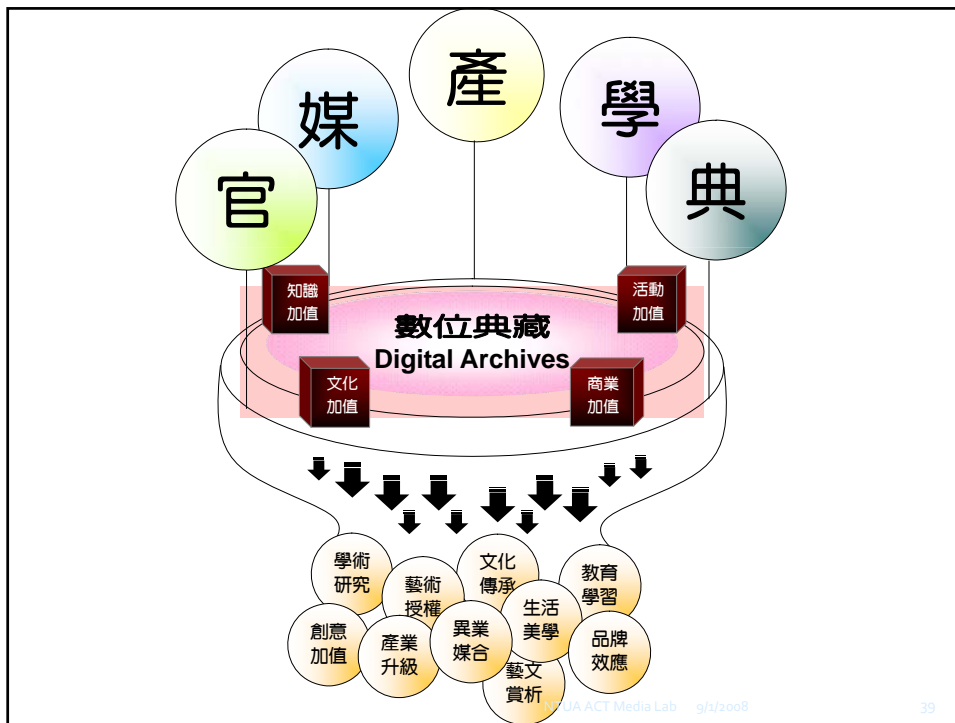 官
媒
產
學
典
知識
加值
活動
加值
數位典藏
Digital Archives
文化
加值
商業
加值
學術
研究
藝術
授權
文化
傳承
教育
學習
創意
加值
產業
升級
異業
媒合
生活
美學
品牌
效應
藝文
賞析
NTUA ACT Media Lab
9/1/2008
39